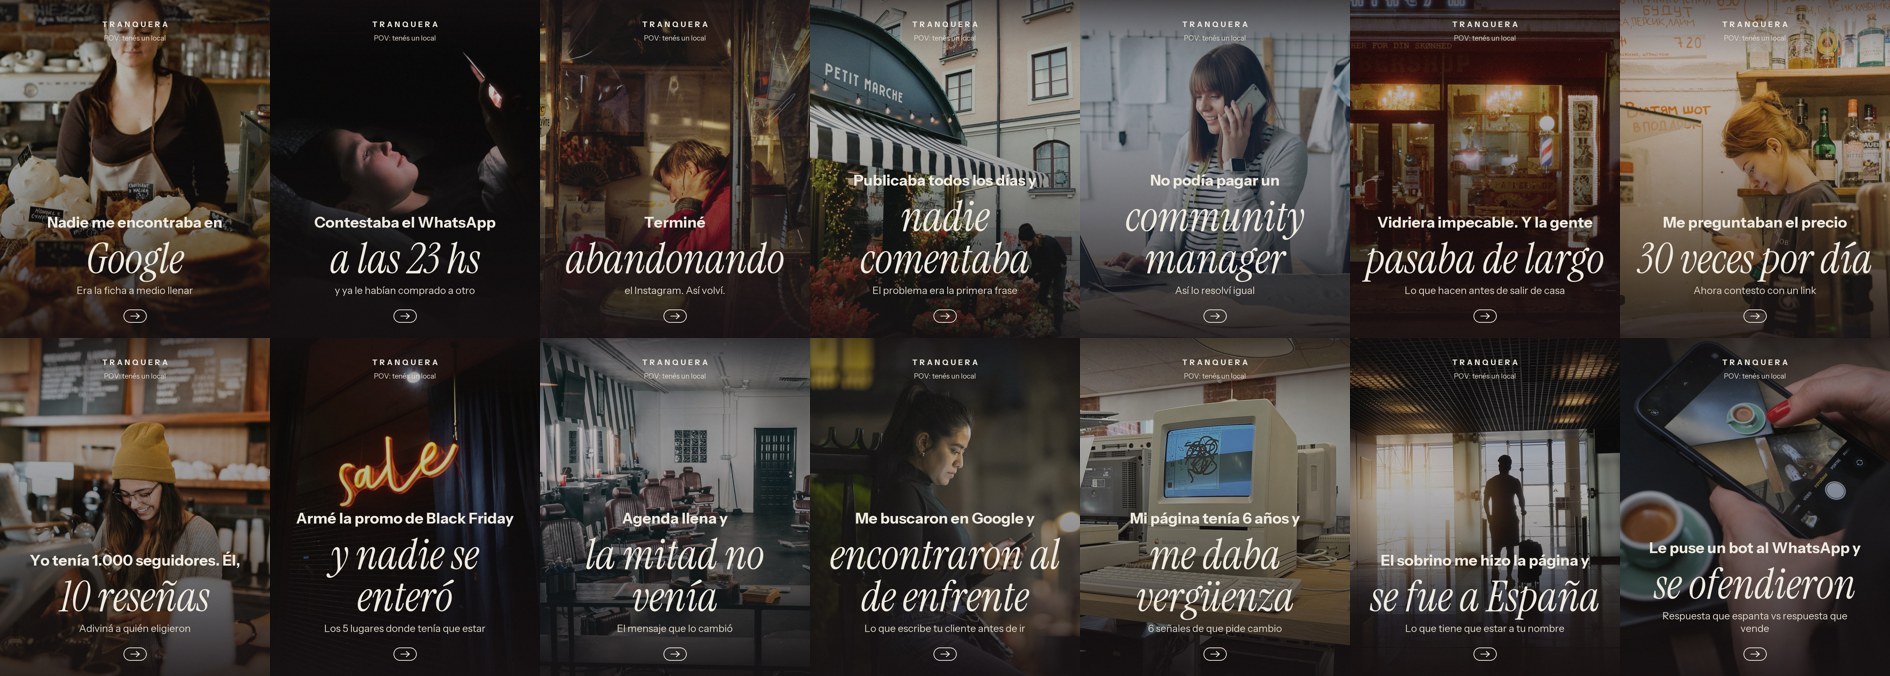 TRANQUERA
POV: tenés un local
Nadie me encontraba en
Google
Era la ficha a medio llenar
TRANQUERA
POV: tenés un local
Contestaba el WhatsApp
a las 23 hs
y ya le habían comprado a otro
TRANQUERA
POV: tenés un local
Terminé
abandonando
el Instagram. Así volví.
TRANQUERA
POV: tenés un local
PETIT MARCHE
Publicaba todos los días y
nadie
comentaba
El problema era la primera frase
TRANQUERA
POV: tenés un local
No podía pagar un
community
manager
Así lo resolví igual
TRANQUERA
POV: tenés un local
Vidriera impecable. Y la gente
pasaba de largo
Lo que hacen antes de salir de casa
БУДУТ
TRANQUERA
POV: tenés un local
720
Me preguntaban el precio
30 veces por día
Ahora contesto con un link
TRANQUERA
POV: tenés un local
Yo tenía 1.000 seguidores. Él,
10 reseñas
Adiviná a quién eligieron
TRANQUERA
POV: tenés un local
sale
Armé la promo de Black Friday
y nadie se
enteró
Los 5 lugares donde tenía que estar
TRANQUERA
POV: tenés un local
Agenda llena y
la mitad no
venía
El mensaje que lo cambió
TRANQUERA
POV: tenés un local
Me buscaron en Google y
encontraron al
de enfrente
Lo que escribe tu cliente antes de ir
TRANQUERA
POV: tenés un local
Mi página tenía 6 años y
me daba
vergüenza
6 señales de que pide cambio
TRANQUERA
POV: tenés un local
El sobrino me hizo la página y
se fue a España
Lo que tiene que estar a tu nombre
TRANQUERA
POV: tenés un local
Le puse un bot al WhatsApp y
se ofendieron
Respuesta que espanta vs respuesta que
vende